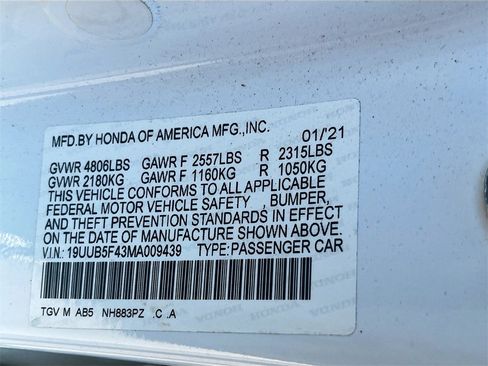 MFD.BY HONDA OF AMERICA MFG.,INC. 01/'21
GVWR 4806LBS GAWR F 2557LBS R 2315LBS
GVWR 2180KG GAWR F 1160KG R 1050KG
THIS VEHICLE CONFORMS TO ALL APPLICABLE
FEDERAL MOTOR VEHICLE SAFETY , BUMPER,
AND THEFT PREVENTION STANDARDS IN EFFECT
ON THE DATE OF MANUFACTURE SHOWN ABOVE.
V.I.N.: 19UUB5F43MA009439 TYPE:PASSENGER CAR
TGV M AB5 NH883PZ .C .A